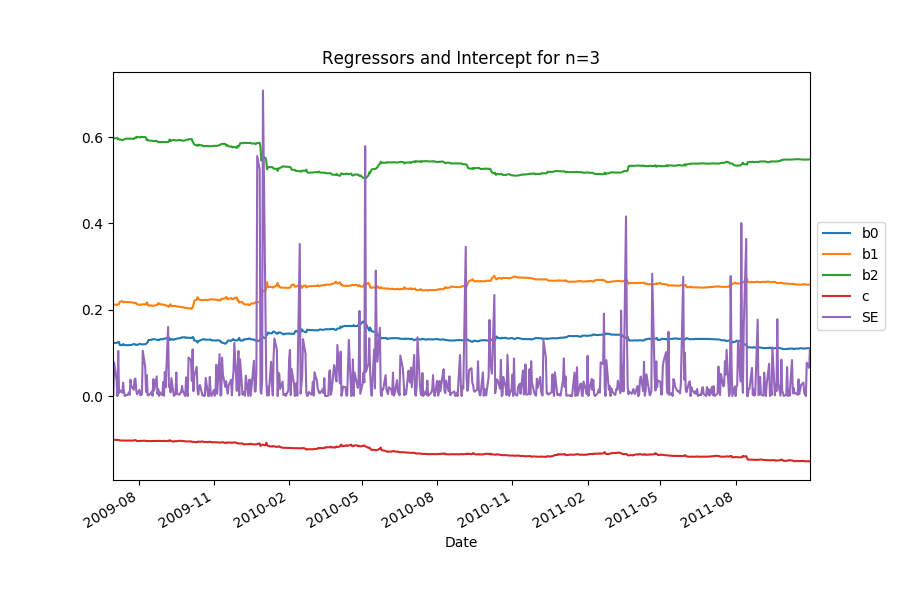 Regressors and Intercept for n=3
0.6
0.4
0.2
0.0
b0
b1
b2
c
SE
2009-08
2009-11
2010-02
2010-05
2010-08
2010-11
2011-02
2011-05
2011-08
Date